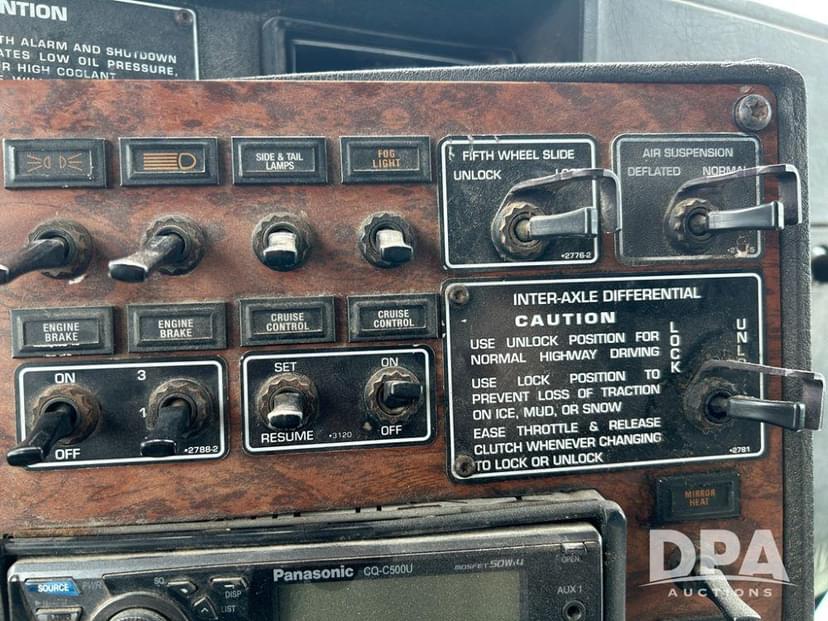 NTION
TH ALARM AND SHUTDOWN
ATES LOW OIL PRESSURE,
R HIGH COOLANT
SIDE & TAIL
LAMPS
FOG
LIGHT
FIFTH WHEEL SLIDE
UNLOCK
•2776-2
AIR SUSPENSION
DEFLATED NORMAL
ENGINE
BRAKE
ENGINE
BRAKE
CRUISE
CONTROL
CRUISE
CONTROL
ON
OFF
3
1
•2788-2
SET
RESUME
•3120
ON
OFF
INTER-AXLE DIFFERENTIAL
CAUTION
USE UNLOCK POSITION FOR
NORMAL HIGHWAY DRIVING
USE LOCK POSITION TO
PREVENT LOSS OF TRACTION
ON ICE, MUD, OR SNOW
EASE THROTTLE & RELEASE
CLUTCH WHENEVER CHANGING
TO LOCK OR UNLOCK
LOCK
UNL
•2781
MIRROR
HEAT
SOURCE
PWR
SQ
DISP
LIST
Panasonic CQ-C500U
MOSFET 50W×4
OPEN
AUX 1
DPA
AUCTIONS